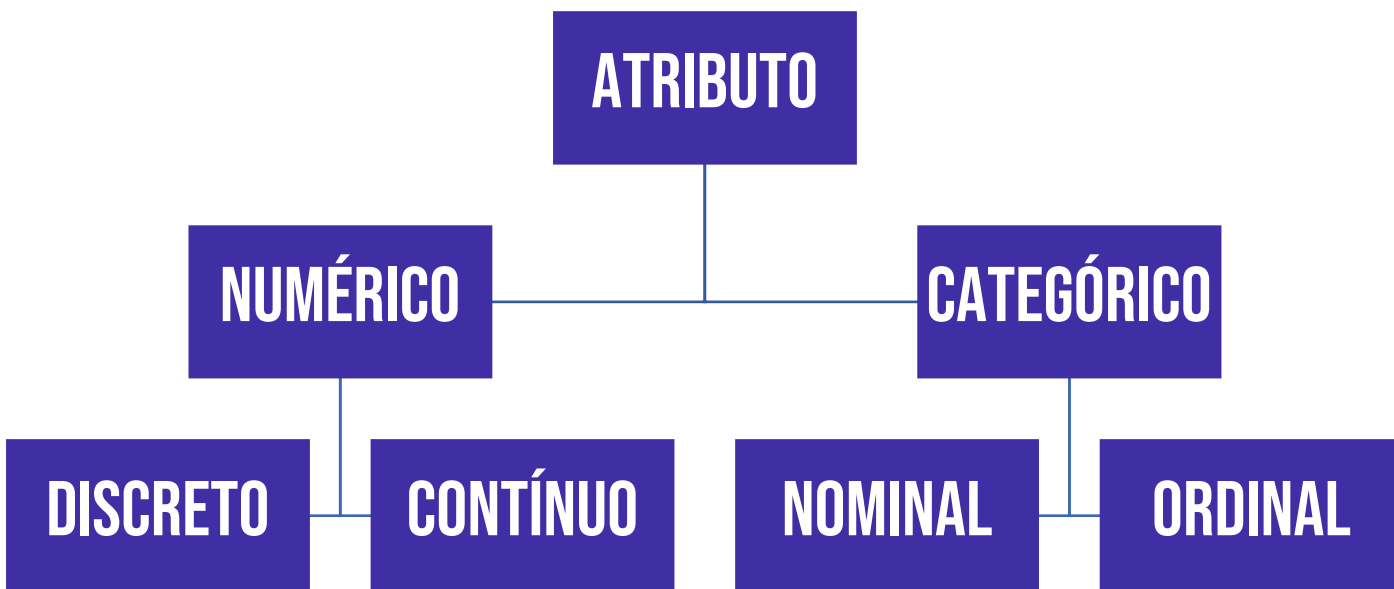 ATRIBUTO
NUMÉRICO
CATEGÓRICO
DISCRETO
CONTÍNUO
NOMINAL
ORDINAL